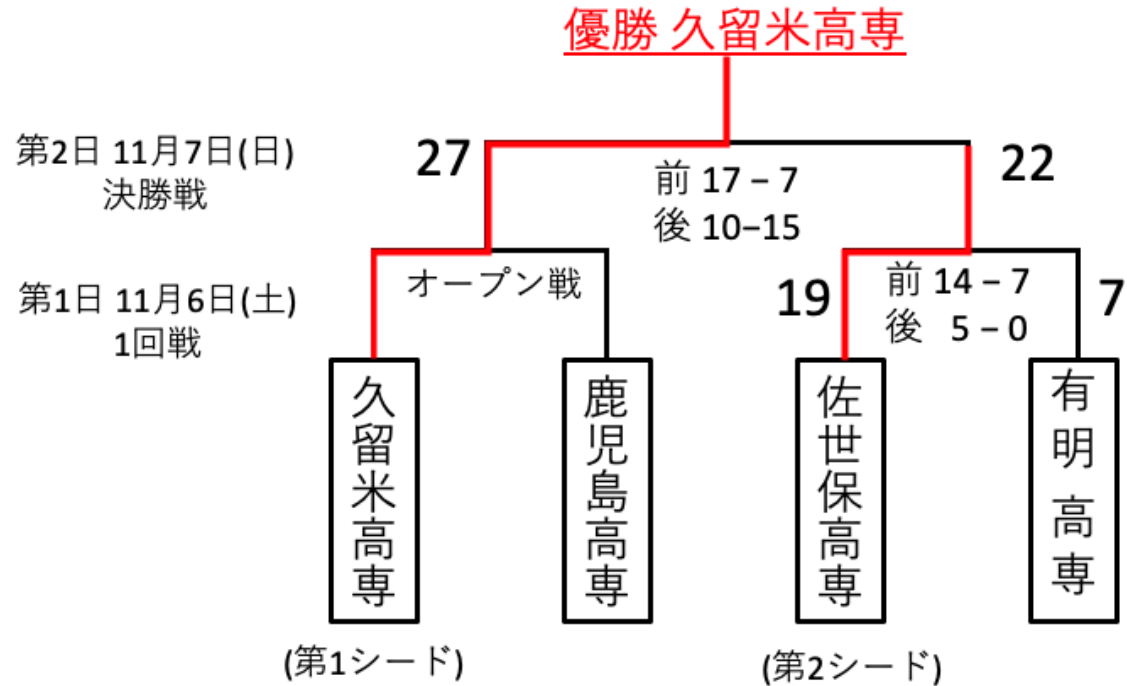 優勝 久留米高専
第2日 11月7日(日)
決勝戦
27
前 17 – 7
後 10–15
22
第1日 11月6日(土)
1回戦
オープン戦
19
前 14 – 7
後 5 – 0
7
久留米高専
鹿児島高専
佐世保高専
有明高専
(第1シード)
(第2シード)